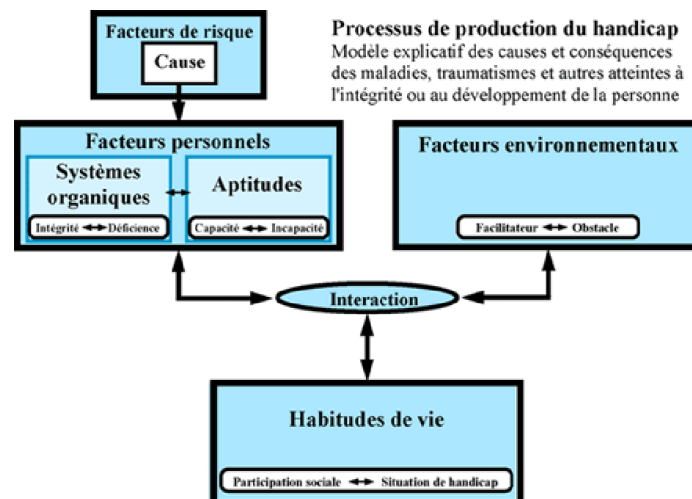 Facteurs de risque
Cause
Processus de production du handicap
Modèle explicatif des causes et conséquences
des maladies, traumatismes et autres atteintes à
l'intégrité ou au développement de la personne
Facteurs personnels
Systèmes
organiques
Aptitudes
Intégrité Déficience
Capacité Incapacité
Facteurs environnementaux
Facilitateur Obstacle
Interaction
Habitudes de vie
Participation sociale Situation de handicap